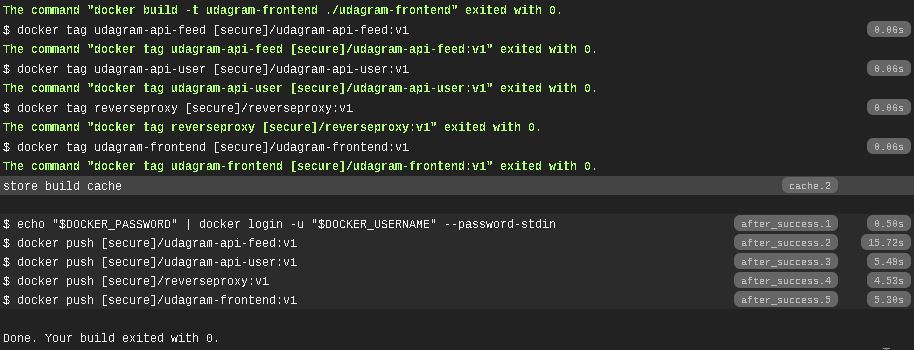 The command "docker build -t udagram-frontend ./udagram-frontend" exited with 0.
$ docker tag udagram-api-feed [secure]/udagram-api-feed:v1 0.06s
The command "docker tag udagram-api-feed [secure]/udagram-api-feed:v1" exited with 0.
$ docker tag udagram-api-user [secure]/udagram-api-user:v1 0.06s
The command "docker tag udagram-api-user [secure]/udagram-api-user:v1" exited with 0.
$ docker tag reverseproxy [secure]/reverseproxy:v1 0.06s
The command "docker tag reverseproxy [secure]/reverseproxy:v1" exited with 0.
$ docker tag udagram-frontend [secure]/udagram-frontend:v1 0.06s
The command "docker tag udagram-frontend [secure]/udagram-frontend:v1" exited with 0.
store build cache cache.2
$ echo "$DOCKER_PASSWORD" | docker login -u "$DOCKER_USERNAME" --password-stdin after_success.1 0.50s
$ docker push [secure]/udagram-api-feed:v1 after_success.2 15.72s
$ docker push [secure]/udagram-api-user:v1 after_success.3 5.49s
$ docker push [secure]/reverseproxy:v1 after_success.4 4.53s
$ docker push [secure]/udagram-frontend:v1 after_success.5 5.30s
Done. Your build exited with 0.